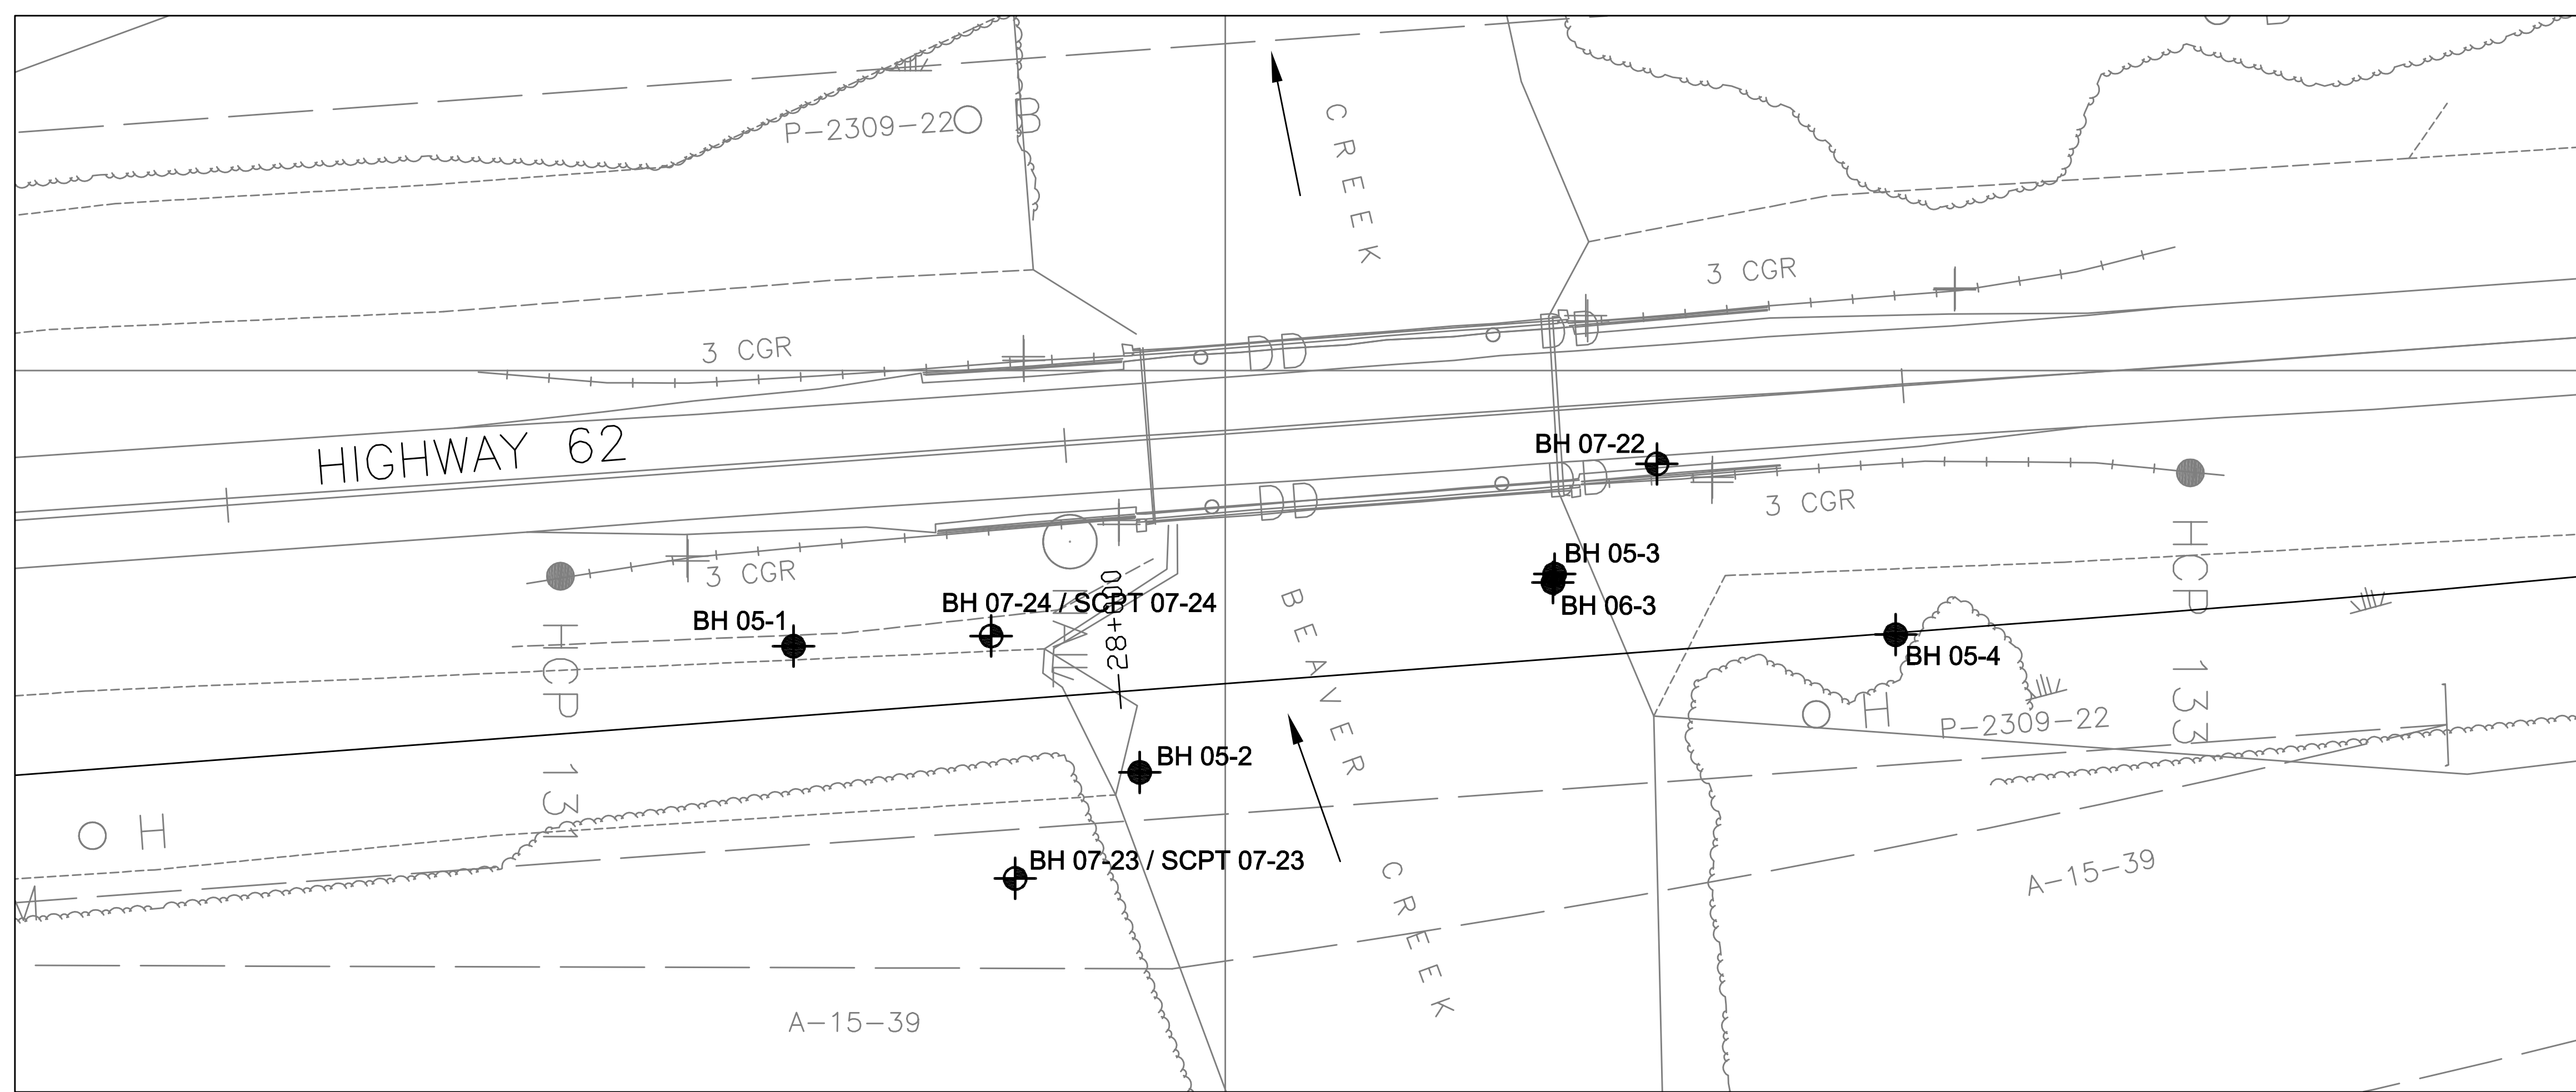 P-2309-22
B
CREEK
3 CGR
3 CGR
DD
DD
HIGHWAY 62
BH 07-22
DD
DD
3 CGR
3 CGR
HCP 133
HCP 131
BH 05-3
BH 06-3
BH 07-24 / SCPT 07-24
BH 05-1
28+800
BH 05-4
BEAVER CREEK
H
P-2309-22
BH 05-2
H
BH 07-23 / SCPT 07-23
A-15-39
A-15-39